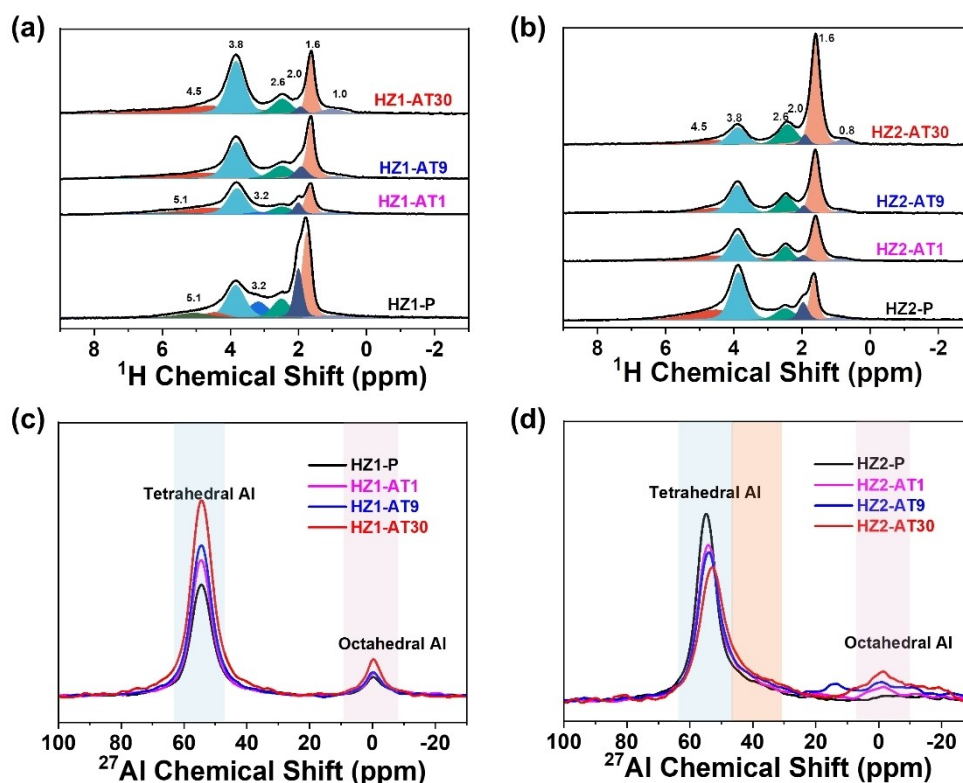 (a)
3.8
1.6
2.0
2.6
4.5
1.0
HZ1-AT30
HZ1-AT9
5.1
3.2
HZ1-AT1
3.2
5.1
HZ1-P
8 6 4 2 0 -2
¹H Chemical Shift (ppm)
(b)
1.6
2.0
2.6
3.8
4.5
0.8
HZ2-AT30
HZ2-AT9
HZ2-AT1
HZ2-P
8 6 4 2 0 -2
¹H Chemical Shift (ppm)
(c)
HZ1-P
HZ1-AT1
HZ1-AT9
HZ1-AT30
Tetrahedral Al
Octahedral Al
100 80 60 40 20 0 -20
²⁷Al Chemical Shift (ppm)
(d)
HZ2-P
HZ2-AT1
HZ2-AT9
HZ2-AT30
Tetrahedral Al
Octahedral Al
100 80 60 40 20 0 -20
²⁷Al Chemical Shift (ppm)